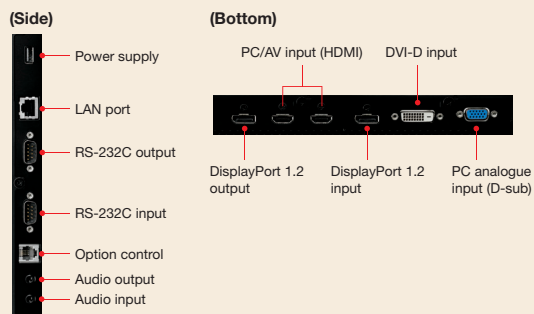 (Side)
Power supply
LAN port
RS-232C output
RS-232C input
Option control
Audio output
Audio input
(Bottom)
PC/AV input (HDMI)
DVI-D input
DisplayPort 1.2
output
DisplayPort 1.2
input
PC analogue
input (D-sub)